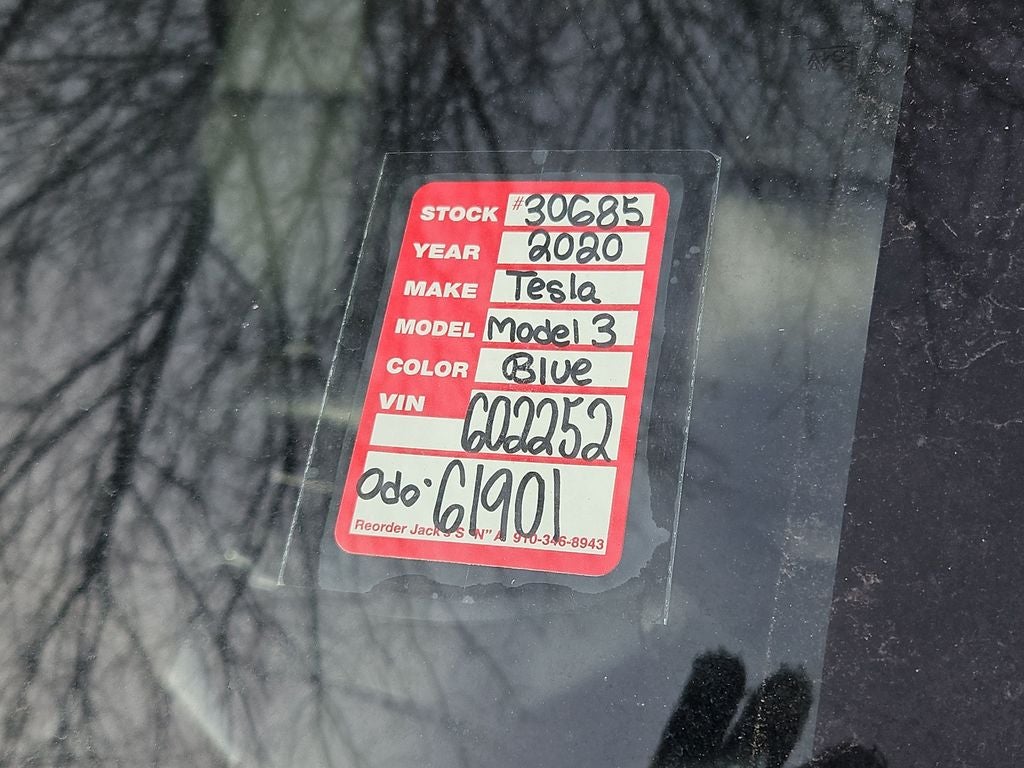 STOCK #30685
YEAR 2020
MAKE Tesla
MODEL Model 3
COLOR Blue
VIN 602252
Odo· 61901
Reorder Jack's S "N" A 910-346-8943